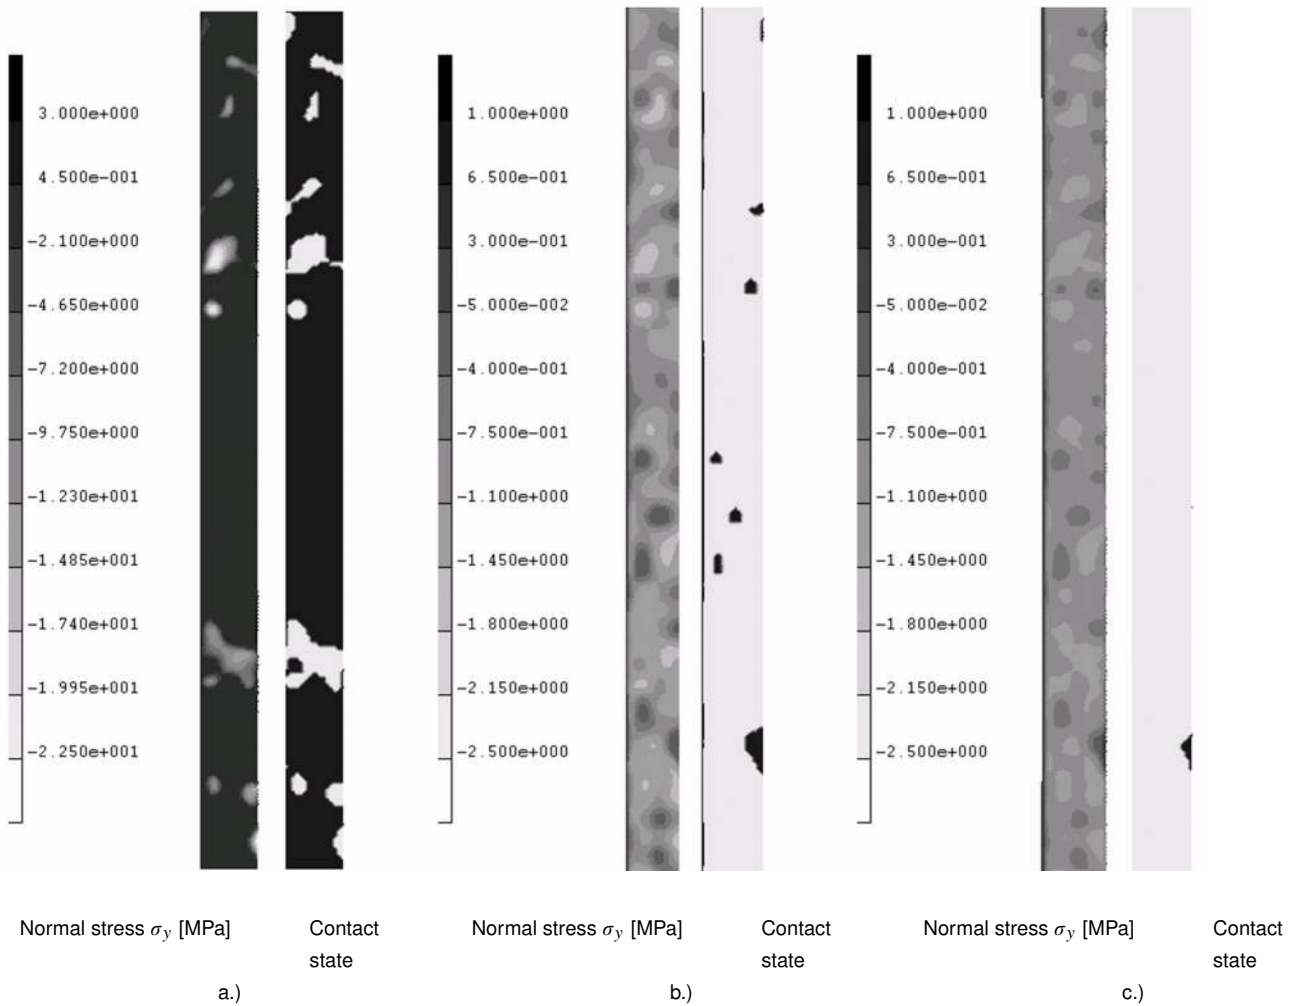 3.000e+000
4.500e-001
-2.100e+000
-4.650e+000
-7.200e+000
-9.750e+000
-1.230e+001
-1.485e+001
-1.740e+001
-1.995e+001
-2.250e+001
1.000e+000
6.500e-001
3.000e-001
-5.000e-002
-4.000e-001
-7.500e-001
-1.100e+000
-1.450e+000
-1.800e+000
-2.150e+000
-2.500e+000
1.000e+000
6.500e-001
3.000e-001
-5.000e-002
-4.000e-001
-7.500e-001
-1.100e+000
-1.450e+000
-1.800e+000
-2.150e+000
-2.500e+000
Normal stress σy [MPa]
Contact
state
a.)
Normal stress σy [MPa]
Contact
state
b.)
Normal stress σy [MPa]
Contact
state
c.)